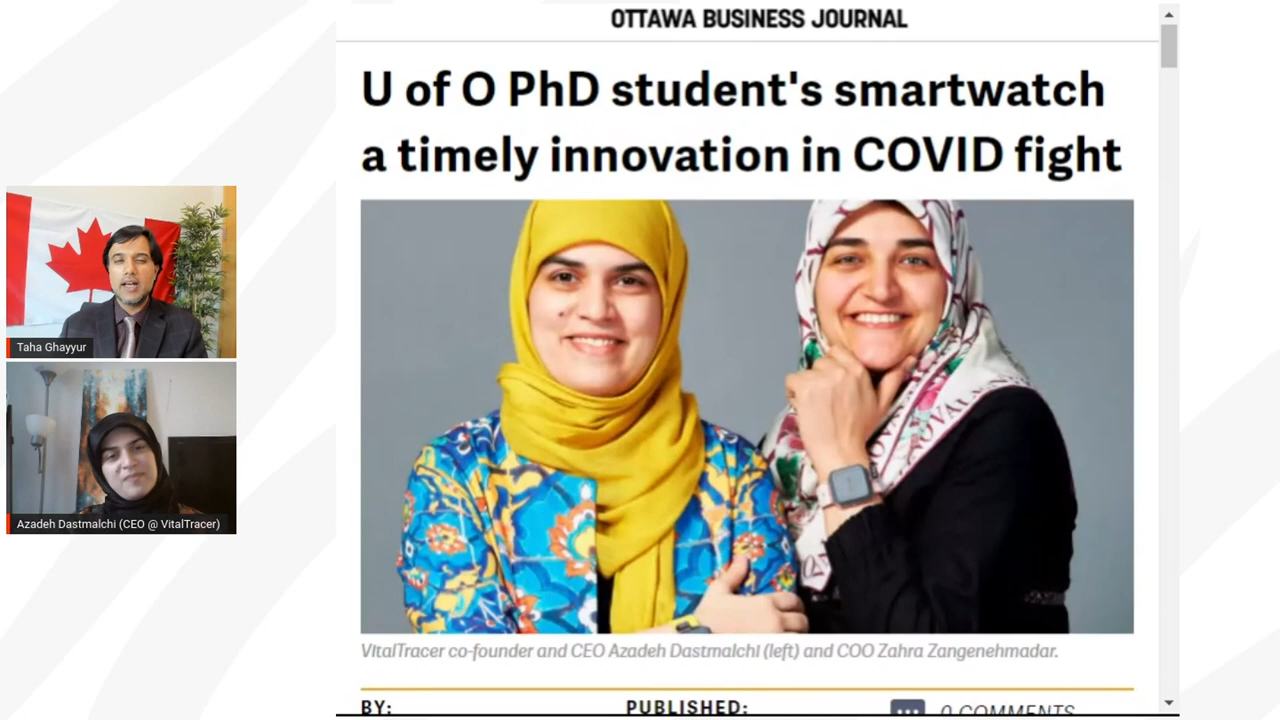 OTTAWA BUSINESS JOURNAL
U of O PhD student's smartwatch
a timely innovation in COVID fight
Taha Ghayyur
Azadeh Dastmalchi (CEO @ VitalTracer)
VitalTracer co-founder and CEO Azadeh Dastmalchi (left) and COO Zahra Zangenehmadar.
BY:
PUBLISHED:
0 COMMENTS